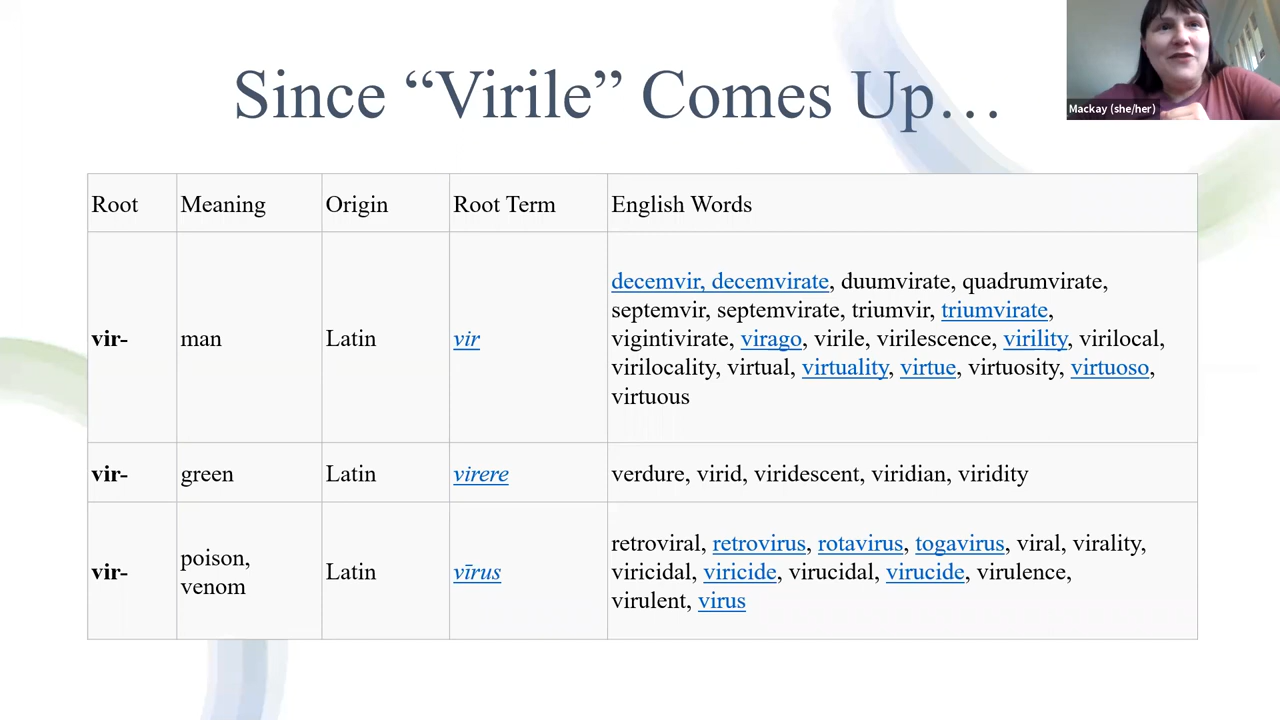 Since “Virile” Comes Up…
Mackay (she/her)
Root Meaning Origin Root Term English Words
vir- man Latin vir
decemvir, decemvirate, duumvirate, quadrumvirate,
septemvir, septemvirate, triumvir, triumvirate,
vigintivirate, virago, virile, virilescence, virility, virilocal,
virilocality, virtual, virtuality, virtue, virtuosity, virtuoso,
virtuous
vir- green Latin virere verdure, virid, viridescent, viridian, viridity
vir- poison,
venom
Latin vīrus
retroviral, retrovirus, rotavirus, togavirus, viral, virality,
viricidal, viricide, virucidal, virucide, virulence,
virulent, virus